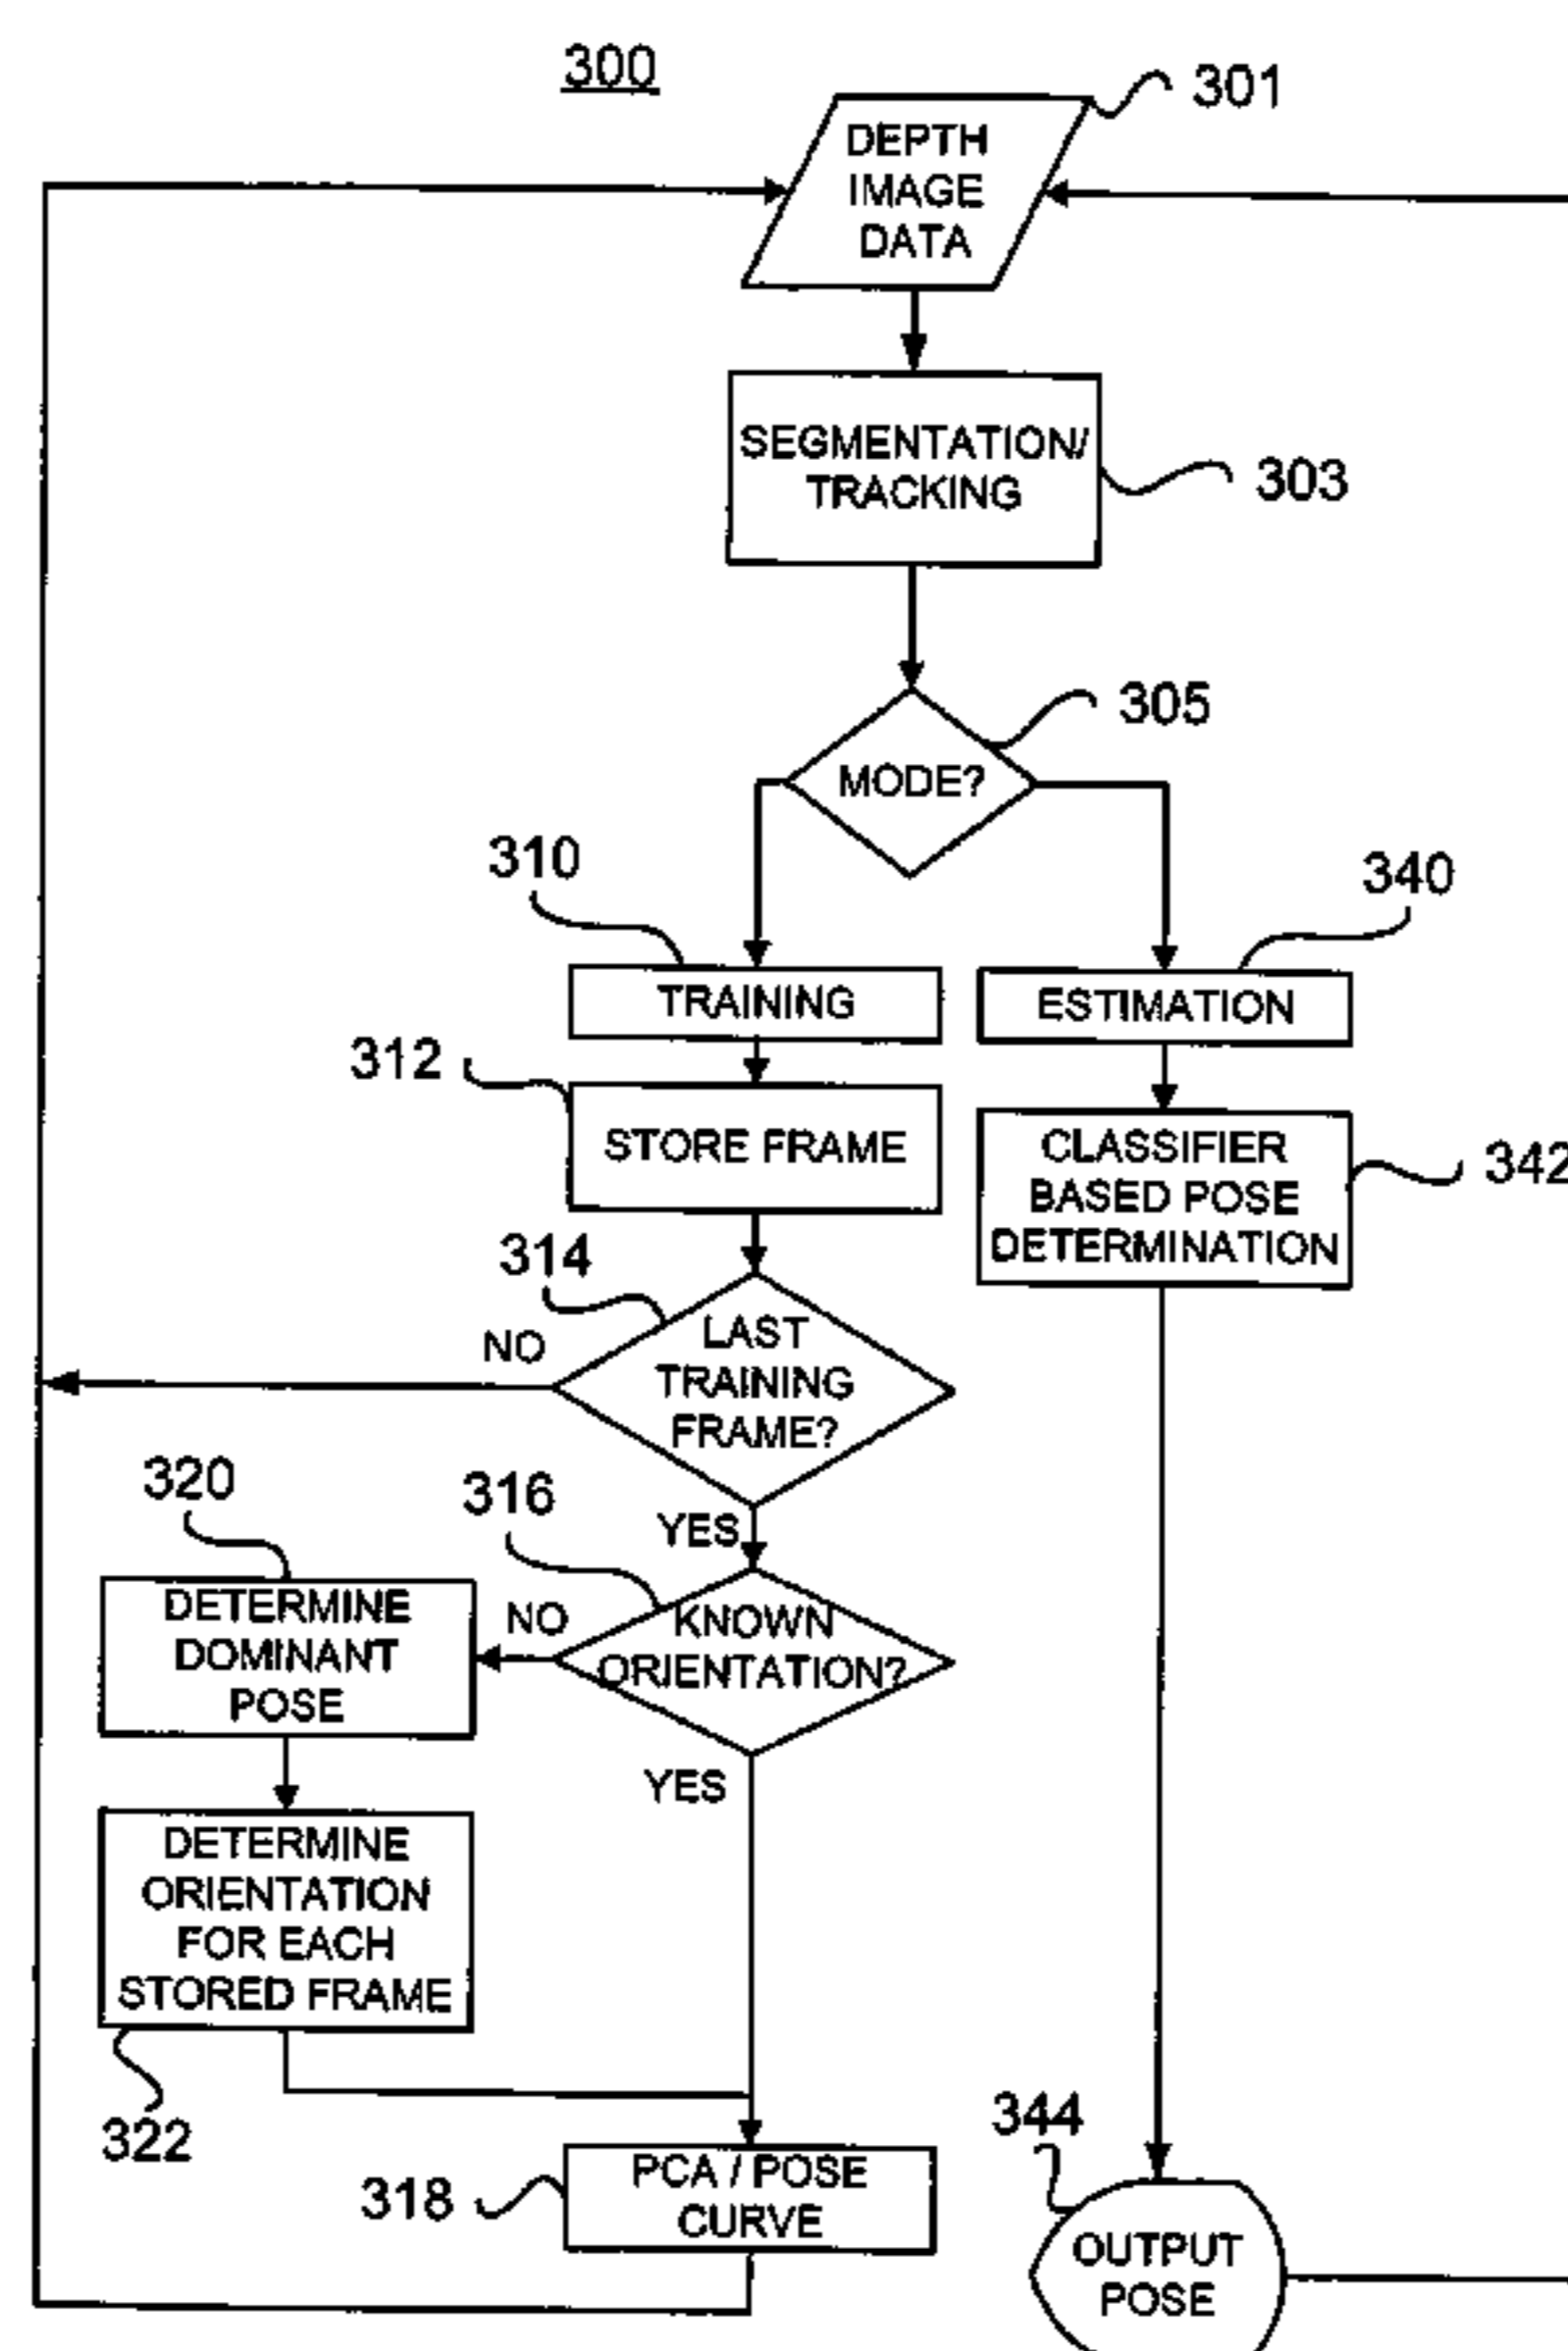 300
301
DEPTH
IMAGE
DATA
SEGMENTATION/
TRACKING
303
305
MODE?
310
340
TRAINING
ESTIMATION
312
STORE FRAME
CLASSIFIER
BASED POSE
DETERMINATION
342
314
NO
LAST
TRAINING
FRAME?
320
316
YES
DETERMINE
DOMINANT
POSE
NO
KNOWN
ORIENTATION?
YES
DETERMINE
ORIENTATION
FOR EACH
STORED FRAME
322
344
318
PCA / POSE
CURVE
OUTPUT
POSE